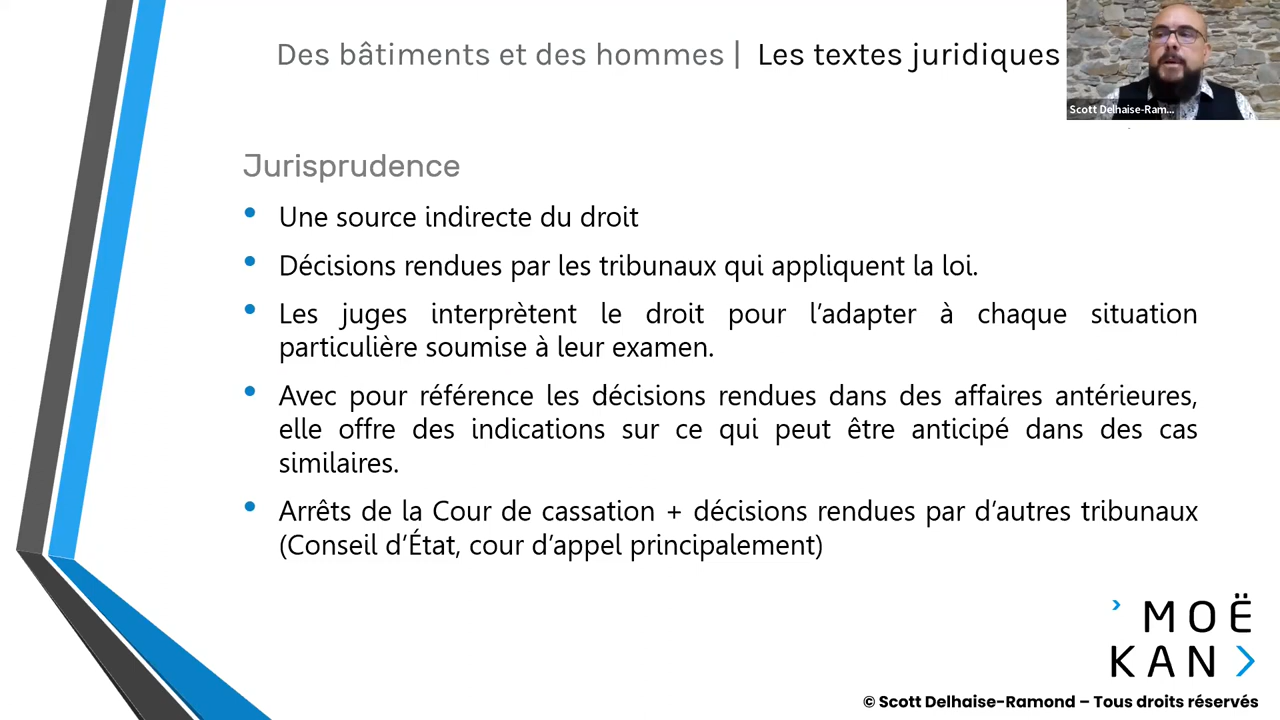 Des bâtiments et des hommes | Les textes juridiques
Scott Delhaise-Ram...
Jurisprudence
• Une source indirecte du droit
• Décisions rendues par les tribunaux qui appliquent la loi.
• Les juges interprètent le droit pour l’adapter à chaque situation
particulière soumise à leur examen.
• Avec pour référence les décisions rendues dans des affaires antérieures,
elle offre des indications sur ce qui peut être anticipé dans des cas
similaires.
• Arrêts de la Cour de cassation + décisions rendues par d’autres tribunaux
(Conseil d’État, cour d’appel principalement)
MOË
KAN
© Scott Delhaise-Ramond – Tous droits réservés